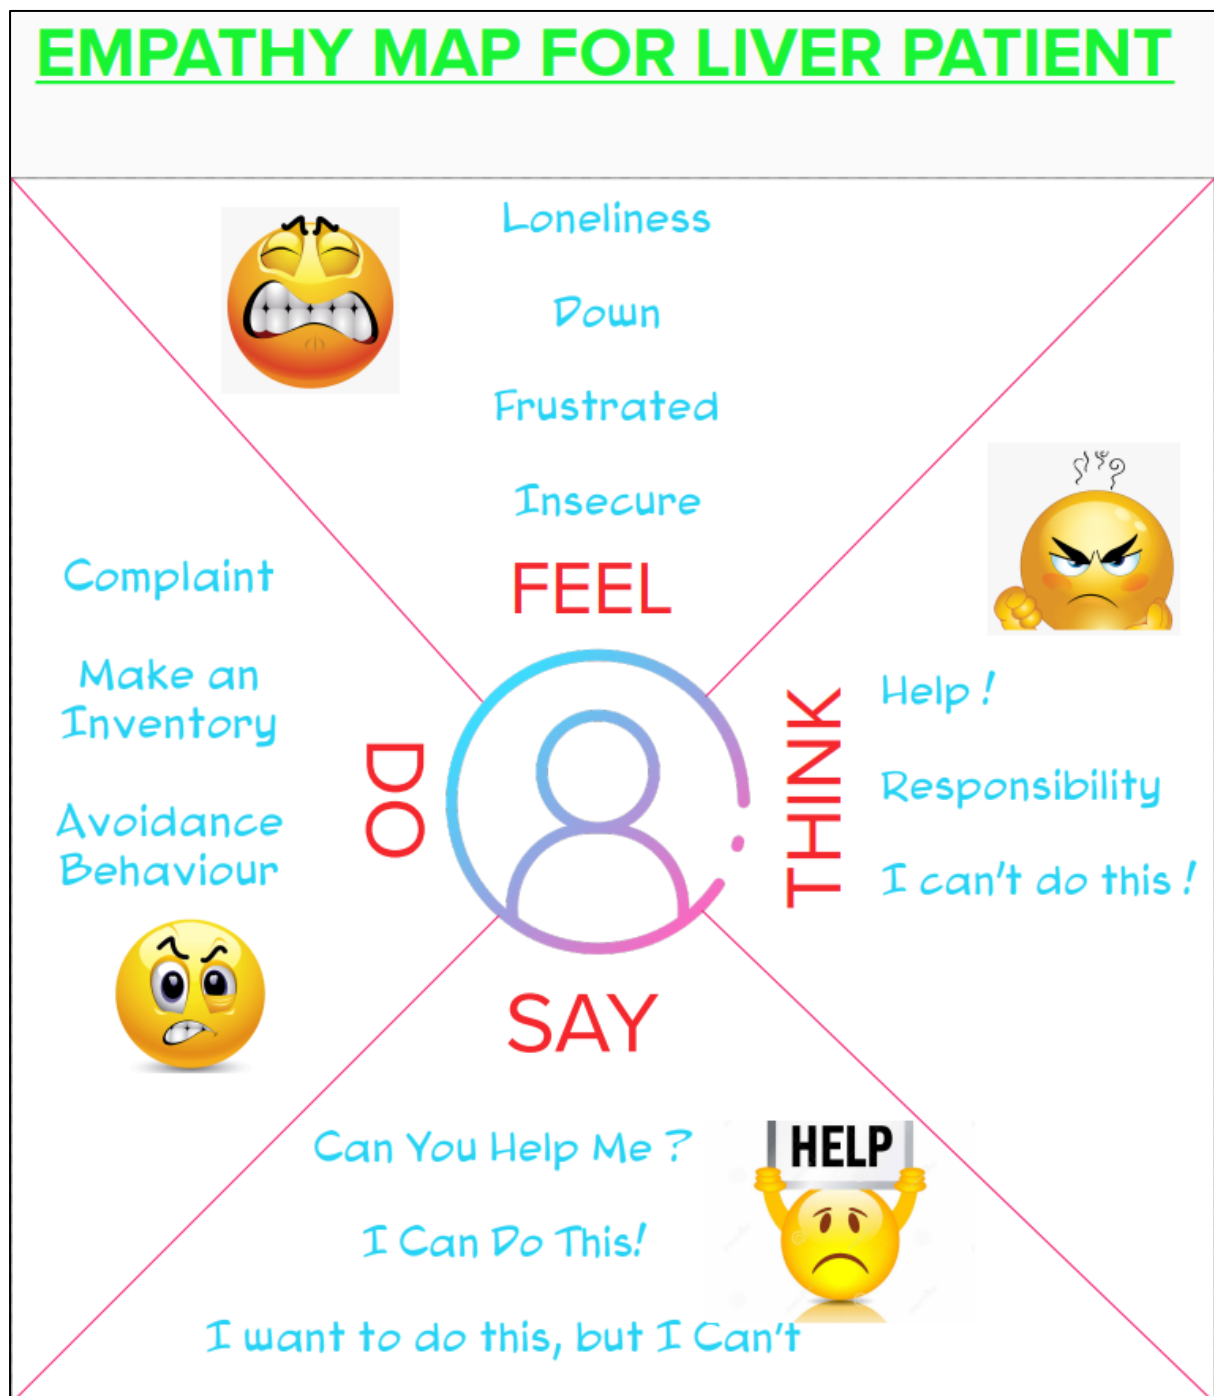 EMPATHY MAP FOR LIVER PATIENT
Loneliness
Down
Frustrated
Insecure
FEEL
Complaint
Make an
Inventory
Avoidance
Behaviour
DO
THINK
Help !
Responsibility
I can't do this !
SAY
Can You Help Me ?
I Can Do This!
I want to do this, but I Can't
HELP